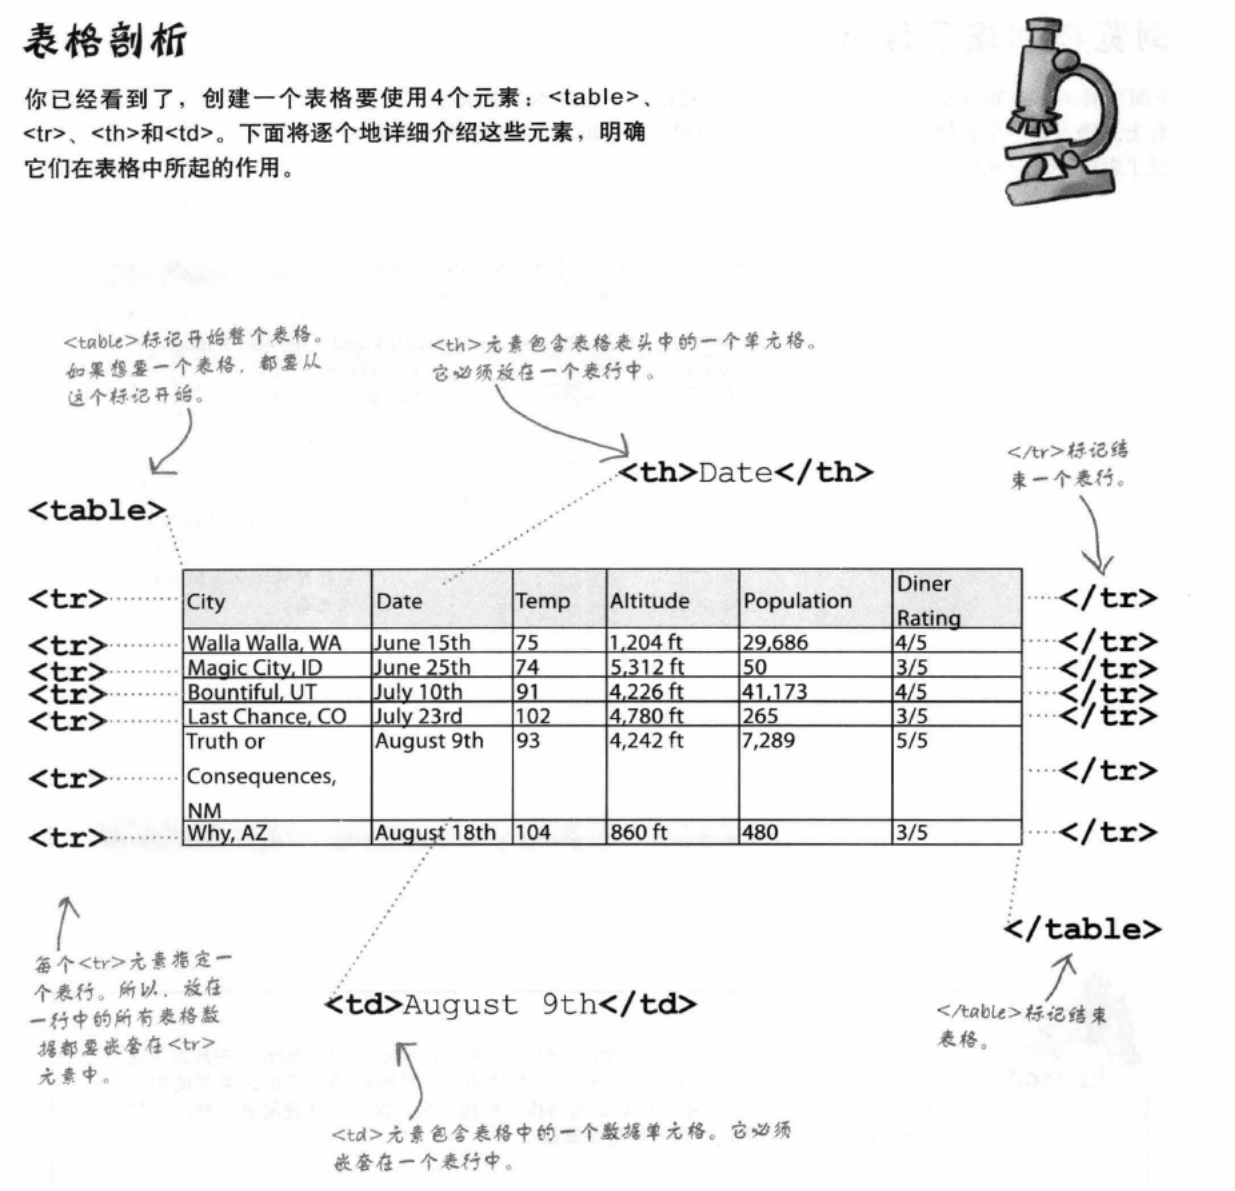 表格剖析
你已经看到了，创建一个表格要使用4个元素：<table>、
<tr>、<th>和<td>。下面将逐个地详细介绍这些元素，明确
它们在表格中所起的作用。
<table>标记开始整个表格。
如果想要一个表格，都要从
这个标记开始。
<th>元素包含表格表头中的一个单元格。
它必须放在一个表行中。
</tr>标记结
束一个表行。
<th>Date</th>
<table>
<tr> City Date Temp Altitude Population Diner Rating </tr>
<tr> Walla Walla, WA June 15th 75 1,204 ft 29,686 4/5 </tr>
<tr> Magic City, ID June 25th 74 5,312 ft 50 3/5 </tr>
<tr> Bountiful, UT July 10th 91 4,226 ft 41,173 4/5 </tr>
<tr> Last Chance, CO July 23rd 102 4,780 ft 265 3/5 </tr>
<tr> Truth or Consequences, NM August 9th 93 4,242 ft 7,289 5/5 </tr>
<tr> Why, AZ August 18th 104 860 ft 480 3/5 </tr>
</table>
每个<tr>元素指定一
个表行。所以，放在
一行中的所有表格数
据都要嵌套在<tr>
元素中。
<td>August 9th</td>
</table>标记结束
表格。
<td>元素包含表格中的一个数据单元格。它必须
嵌套在一个表行中。